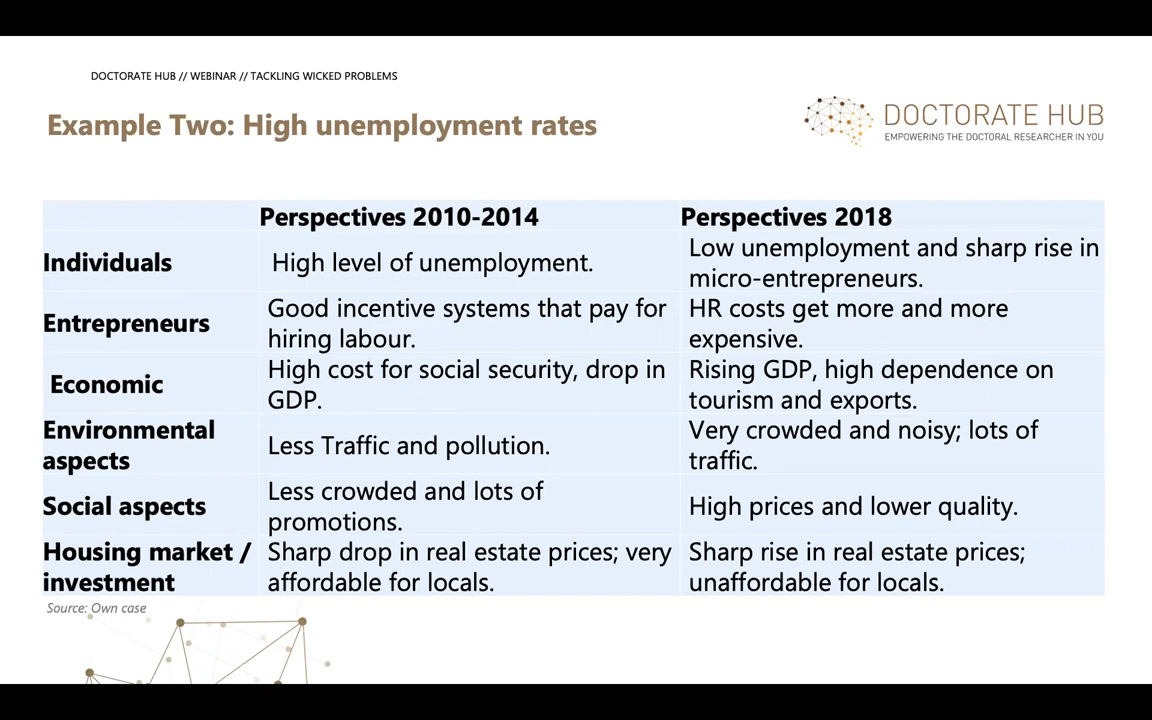 DOCTORATE HUB // WEBINAR // TACKLING WICKED PROBLEMS
Example Two: High unemployment rates
DOCTORATE HUB
EMPOWERING THE DOCTORAL RESEARCHER IN YOU
Perspectives 2010-2014
Perspectives 2018
Individuals
High level of unemployment.
Low unemployment and sharp rise in
micro-entrepreneurs.
Entrepreneurs
Good incentive systems that pay for
hiring labour.
HR costs get more and more
expensive.
Economic
High cost for social security, drop in
GDP.
Rising GDP, high dependence on
tourism and exports.
Environmental
aspects
Less Traffic and pollution.
Very crowded and noisy; lots of
traffic.
Social aspects
Less crowded and lots of
promotions.
High prices and lower quality.
Housing market /
investment
Sharp drop in real estate prices; very
affordable for locals.
Sharp rise in real estate prices;
unaffordable for locals.
Source: Own case